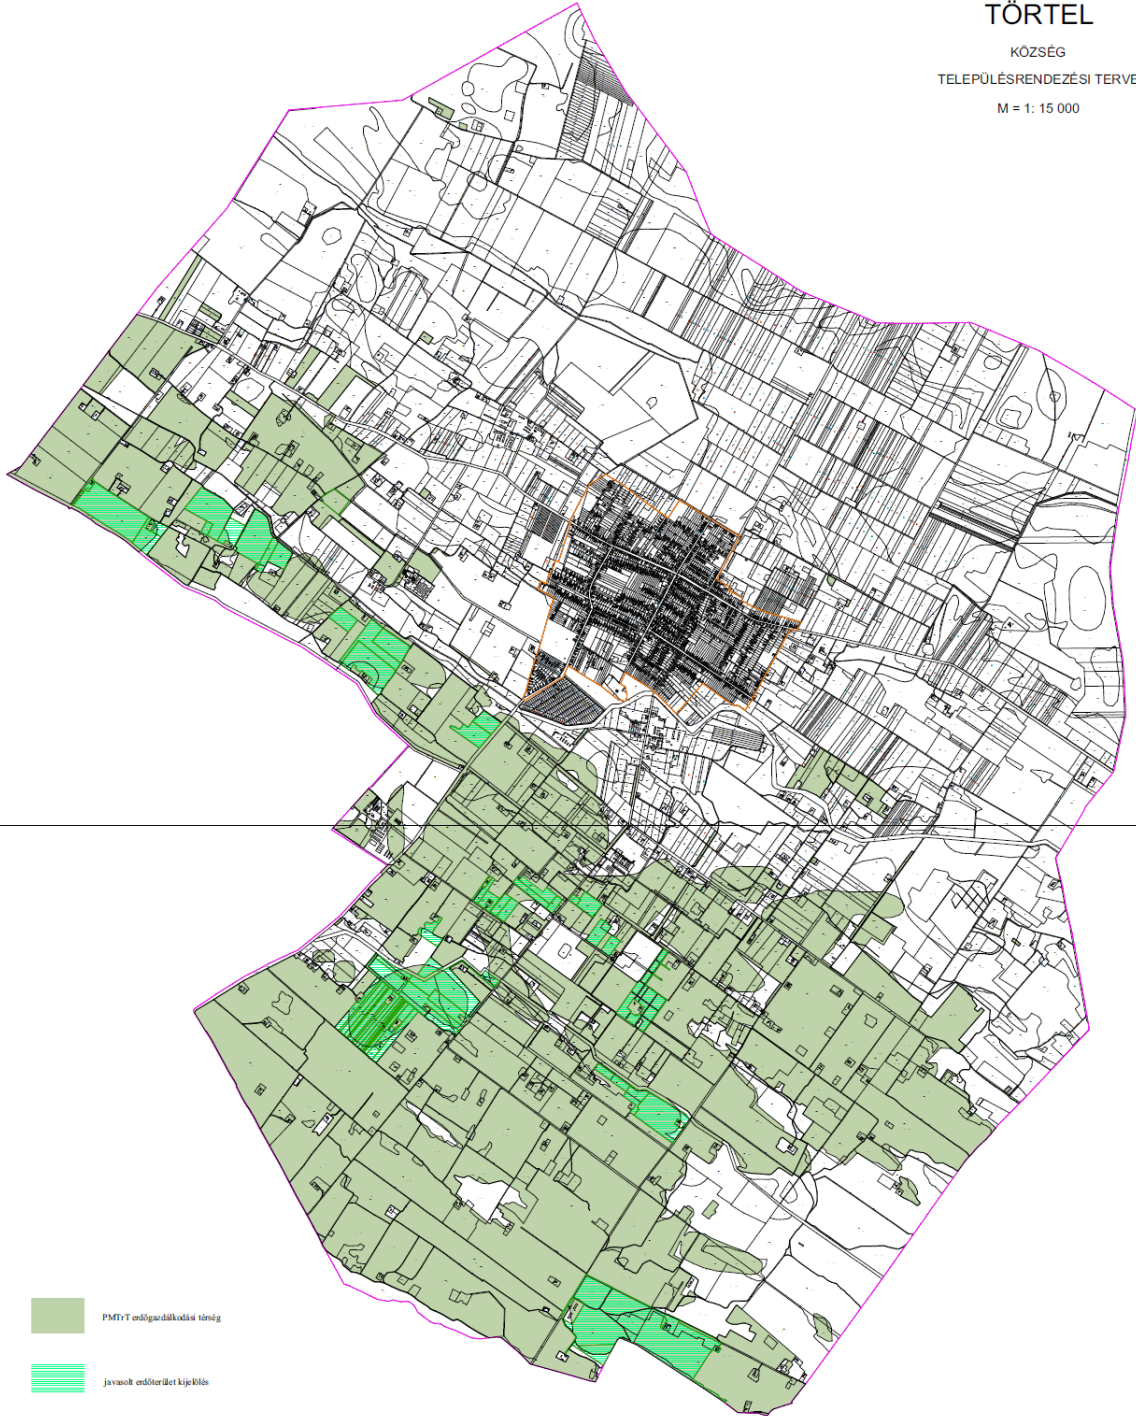 TÖRTEL
KÖZSÉG
TELEPÜLÉSRENDEZÉSI TERVE
M = 1: 15 000
PMTrT erdőgazdálkodási térség
javasolt erdőterület kijelölés